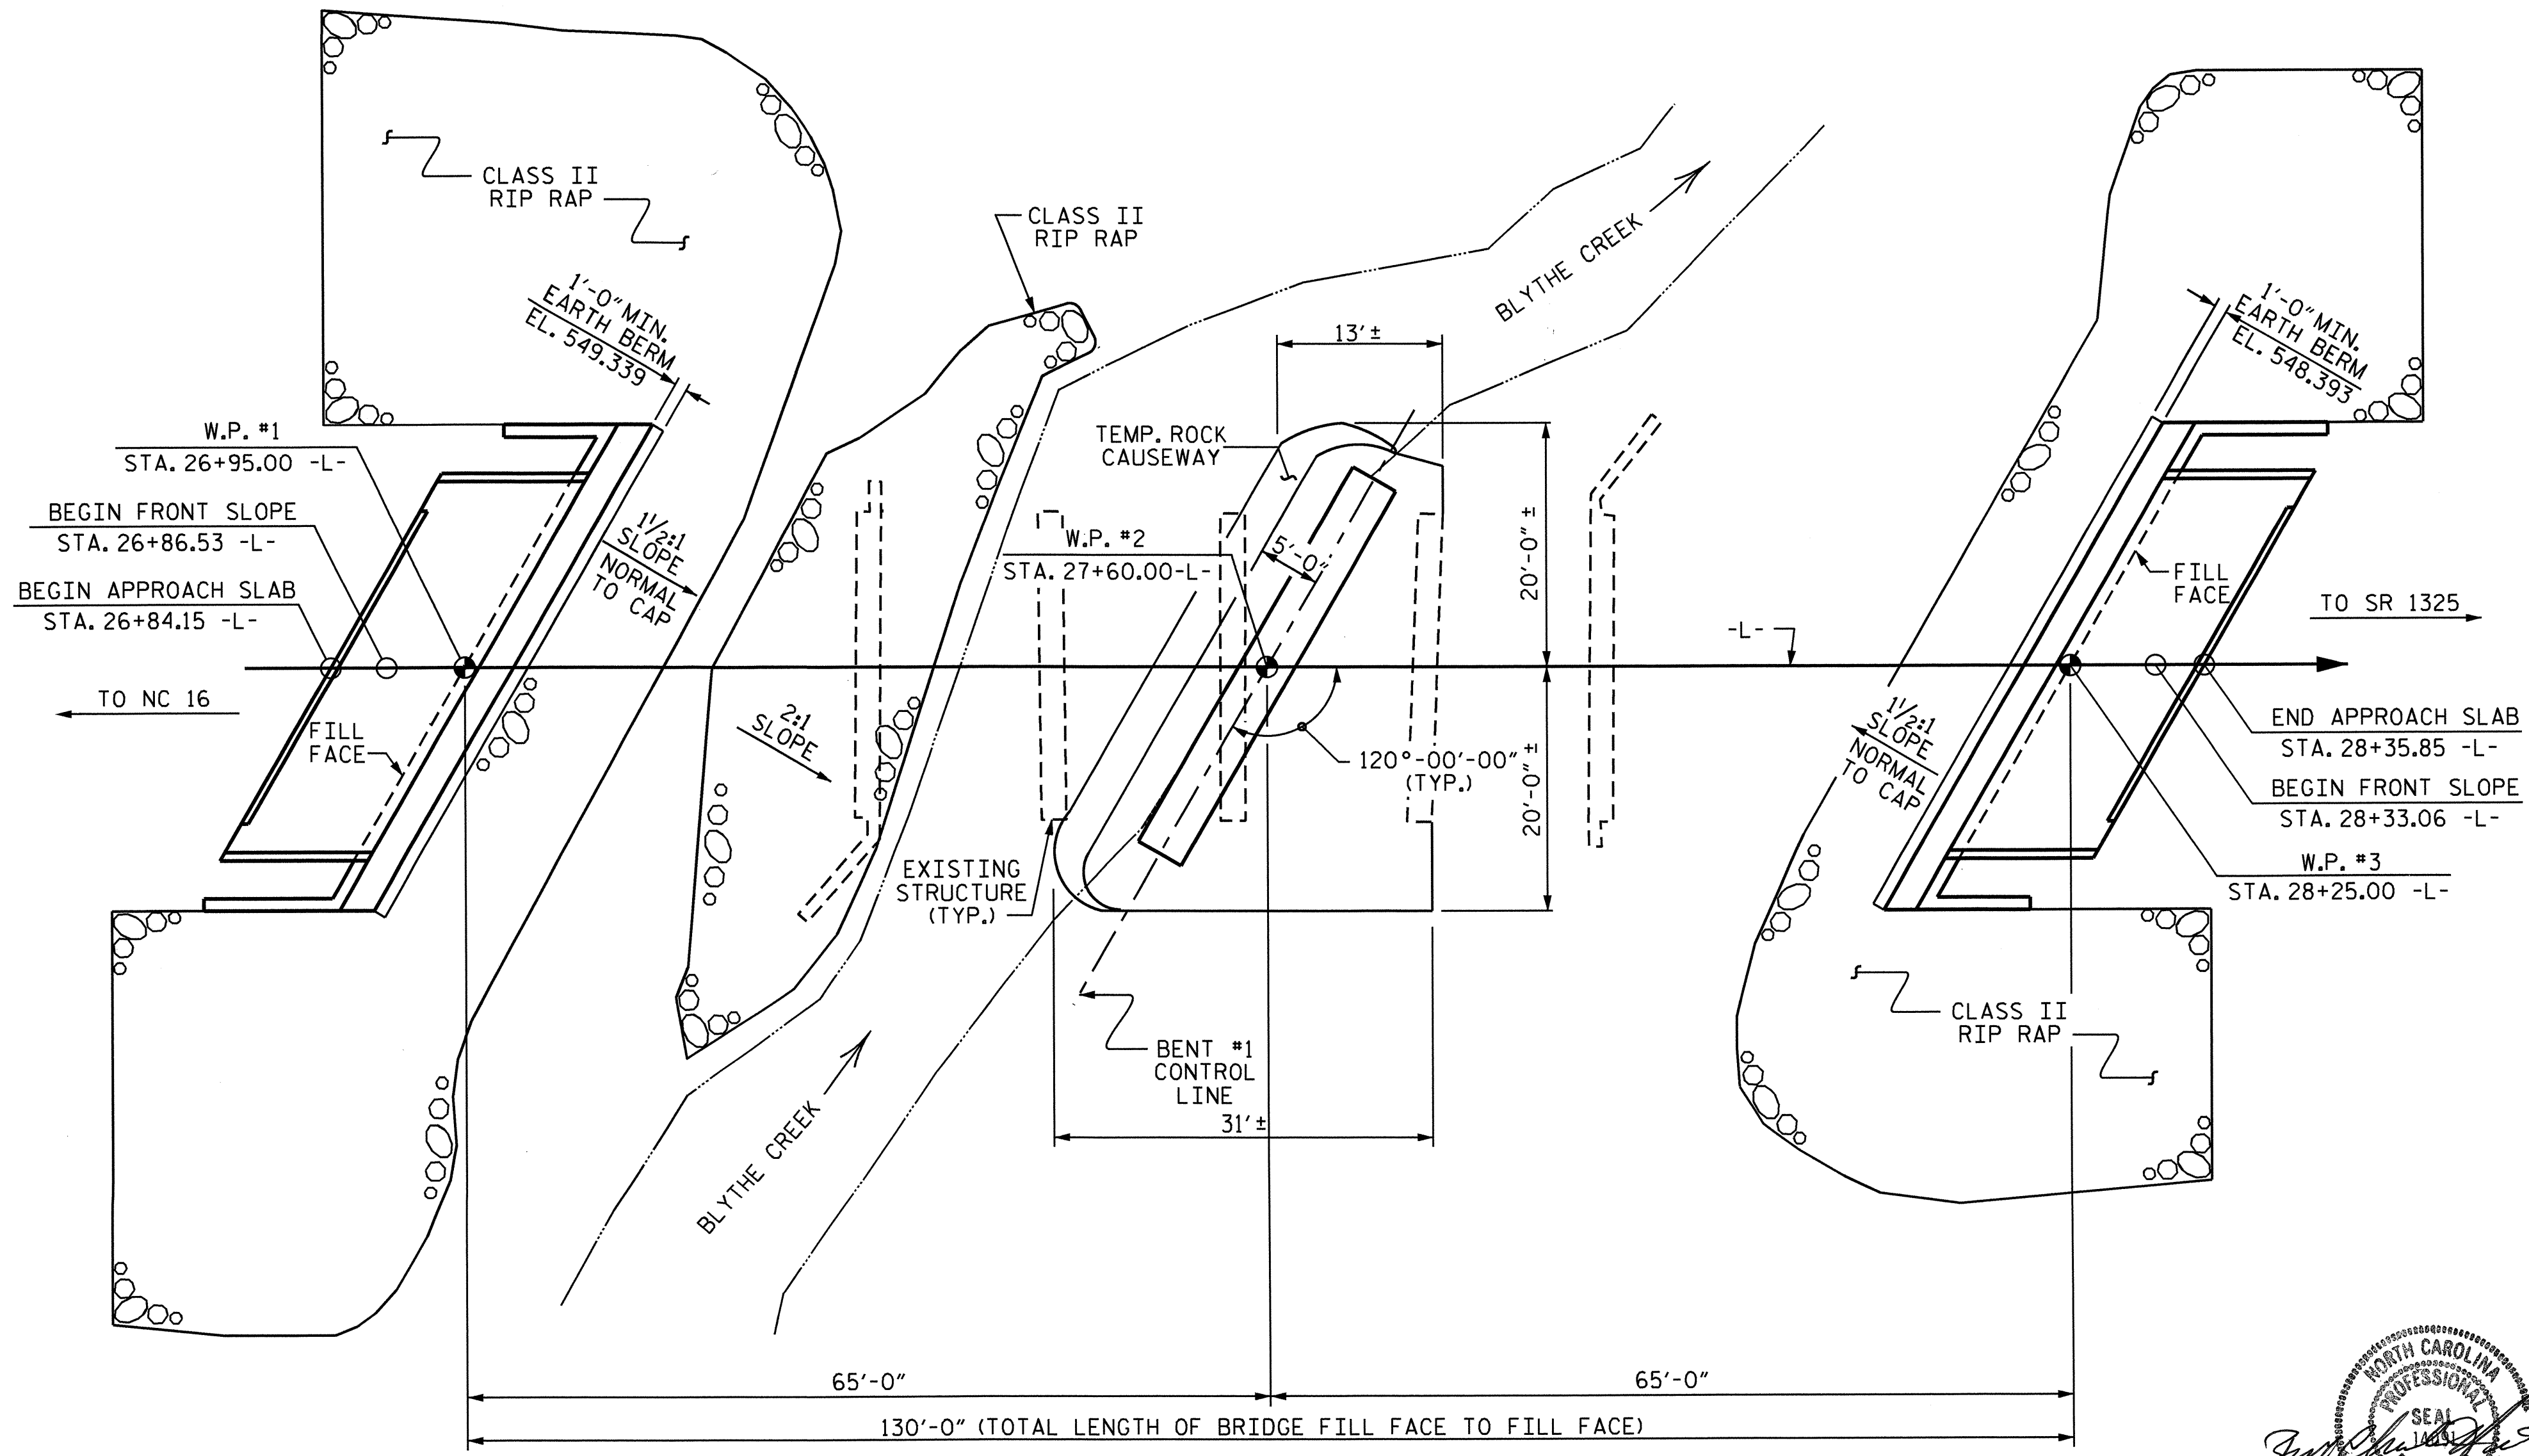 CLASS II
RIP RAP
CLASS II
RIP RAP
1'-0" MIN.
EARTH BERM
EL. 549.339
W.P. #1
STA. 26+95.00 -L-
BEGIN FRONT SLOPE
STA. 26+86.53 -L-
BEGIN APPROACH SLAB
STA. 26+84.15 -L-
TO NC 16
FILL
FACE
1½:1
SLOPE
NORMAL
TO CAP
2:1
SLOPE
BLYTHE CREEK
13'±
TEMP. ROCK
CAUSEWAY
W.P. #2
STA. 27+60.00-L-
5'-0"
20'-0" ±
20'-0" ±
120°-00'-00"
(TYP.)
EXISTING
STRUCTURE
(TYP.)
BENT #1
CONTROL
LINE
31'±
BLYTHE CREEK
-L-
1'-0" MIN.
EARTH BERM
EL. 548.393
FILL
FACE
TO SR 1325
1½:1
SLOPE
NORMAL
TO CAP
END APPROACH SLAB
STA. 28+35.85 -L-
BEGIN FRONT SLOPE
STA. 28+33.06 -L-
W.P. #3
STA. 28+25.00 -L-
CLASS II
RIP RAP
65'-0"
65'-0"
130'-0" (TOTAL LENGTH OF BRIDGE FILL FACE TO FILL FACE)
NORTH CAROLINA
PROFESSIONAL
SEAL